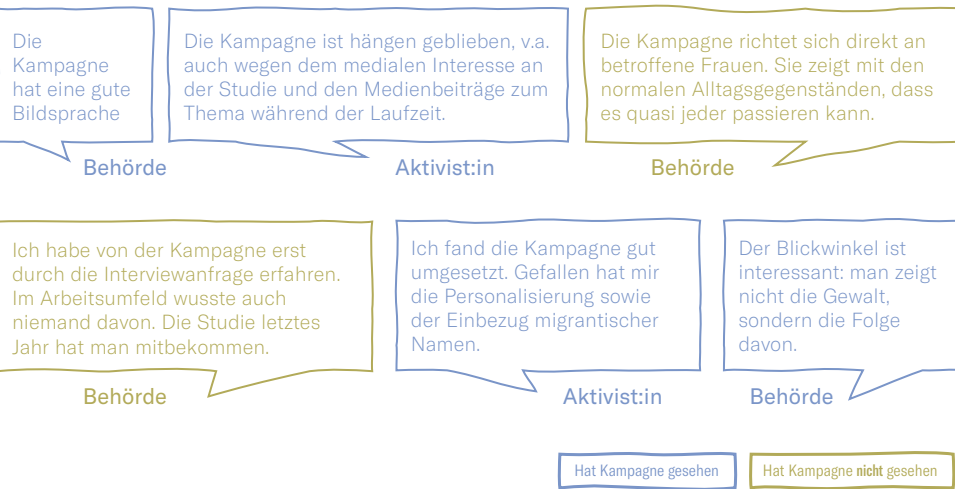 Die
Kampagne
hat eine gute
Bildsprache
Behörde
Die Kampagne ist hängen geblieben, v.a.
auch wegen dem medialen Interesse an
der Studie und den Medienbeiträge zum
Thema während der Laufzeit.
Aktivist:in
Die Kampagne richtet sich direkt an
betroffene Frauen. Sie zeigt mit den
normalen Alltagsgegenständen, dass
es quasi jeder passieren kann.
Behörde
Ich habe von der Kampagne erst
durch die Interviewanfrage erfahren.
Im Arbeitsumfeld wusste auch
niemand davon. Die Studie letztes
Jahr hat man mitbekommen.
Behörde
Ich fand die Kampagne gut
umgesetzt. Gefallen hat mir
die Personalisierung sowie
der Einbezug migrantischer
Namen.
Aktivist:in
Der Blickwinkel ist
interessant: man zeigt
nicht die Gewalt,
sondern die Folge
davon.
Behörde
Hat Kampagne gesehen
Hat Kampagne nicht gesehen